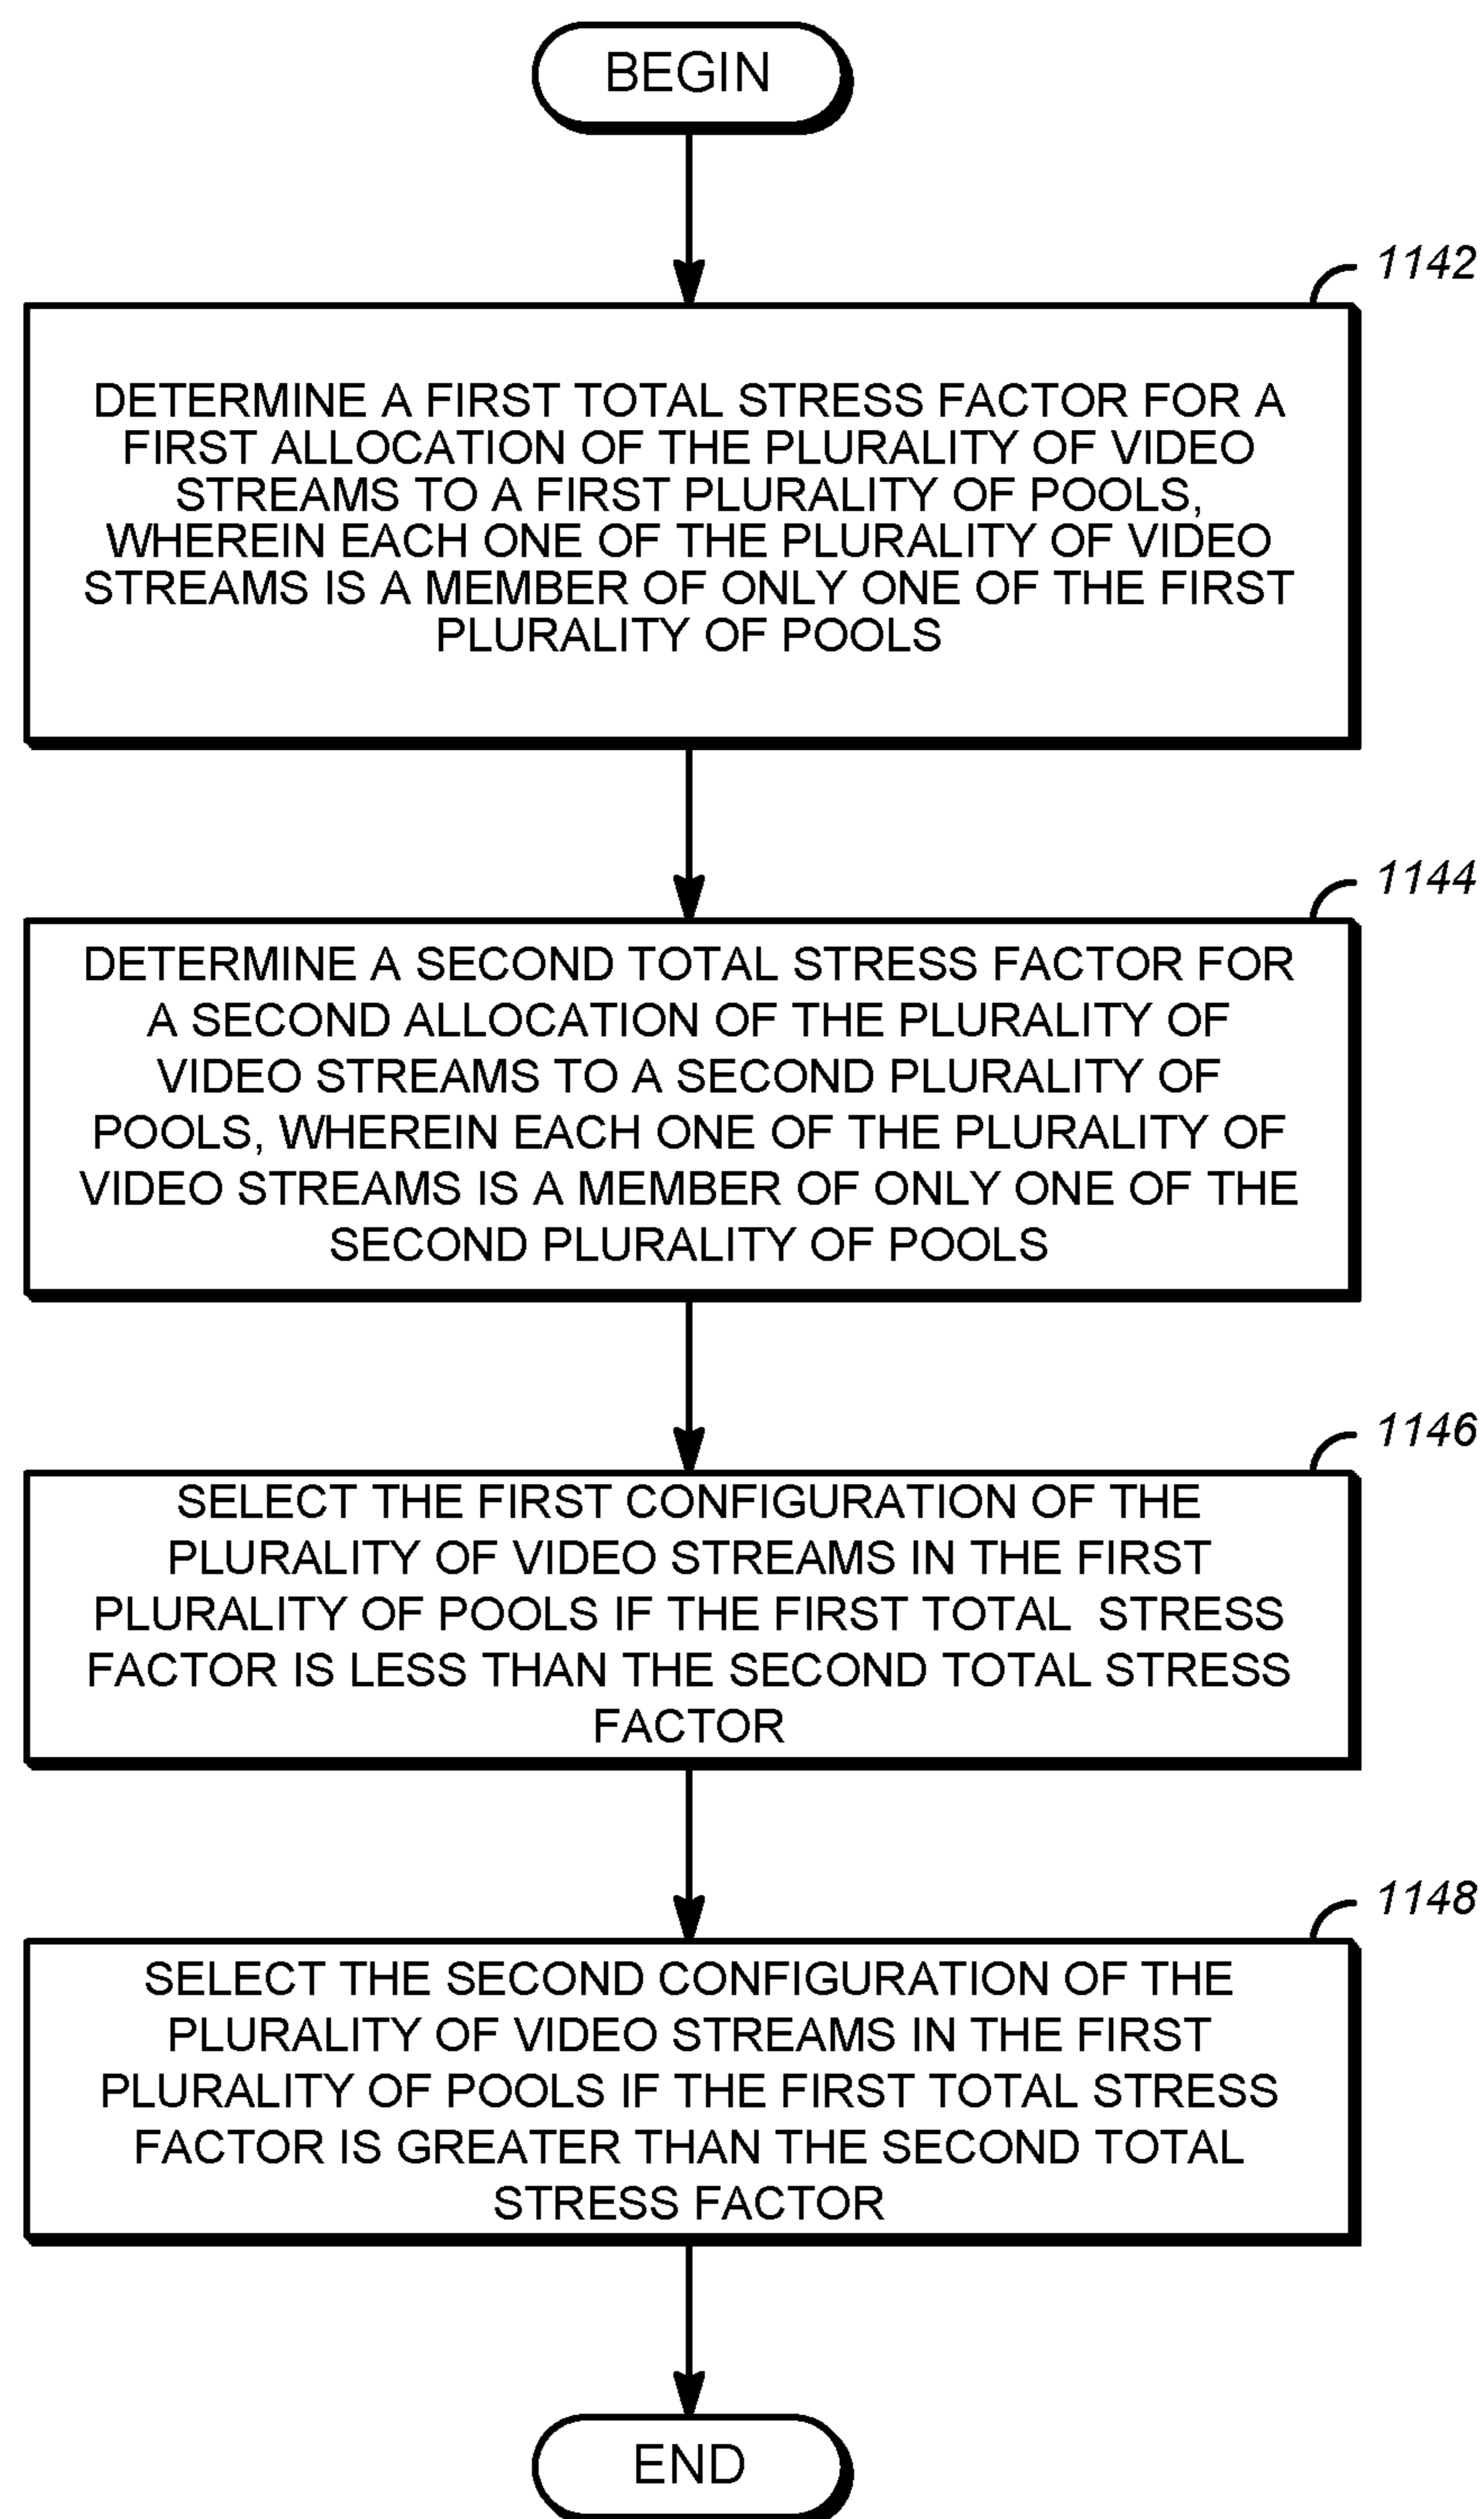 BEGIN
1142
DETERMINE A FIRST TOTAL STRESS FACTOR FOR A
FIRST ALLOCATION OF THE PLURALITY OF VIDEO
STREAMS TO A FIRST PLURALITY OF POOLS,
WHEREIN EACH ONE OF THE PLURALITY OF VIDEO
STREAMS IS A MEMBER OF ONLY ONE OF THE FIRST
PLURALITY OF POOLS
1144
DETERMINE A SECOND TOTAL STRESS FACTOR FOR
A SECOND ALLOCATION OF THE PLURALITY OF
VIDEO STREAMS TO A SECOND PLURALITY OF
POOLS, WHEREIN EACH ONE OF THE PLURALITY OF
VIDEO STREAMS IS A MEMBER OF ONLY ONE OF THE
SECOND PLURALITY OF POOLS
1146
SELECT THE FIRST CONFIGURATION OF THE
PLURALITY OF VIDEO STREAMS IN THE FIRST
PLURALITY OF POOLS IF THE FIRST TOTAL STRESS
FACTOR IS LESS THAN THE SECOND TOTAL STRESS
FACTOR
1148
SELECT THE SECOND CONFIGURATION OF THE
PLURALITY OF VIDEO STREAMS IN THE FIRST
PLURALITY OF POOLS IF THE FIRST TOTAL STRESS
FACTOR IS GREATER THAN THE SECOND TOTAL
STRESS FACTOR
END